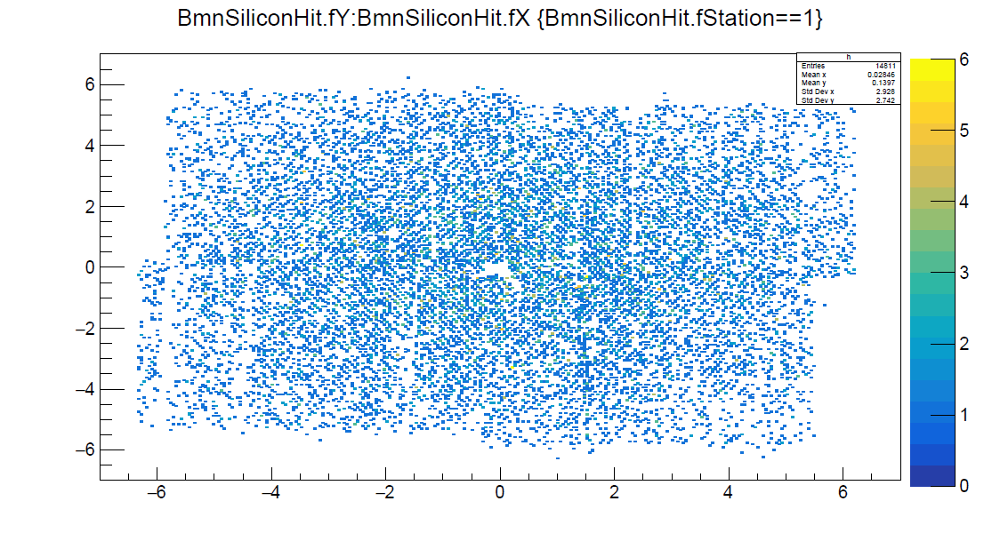 BmnSiliconHit.fY:BmnSiliconHit.fX {BmnSiliconHit.fStation==1}
h
Entries 14811
Mean x 0.02846
Mean y 0.1397
Std Dev x 2.928
Std Dev y 2.742
6
4
2
0
−2
−4
−6
−6 −4 −2 0 2 4 6
6
5
4
3
2
1
0